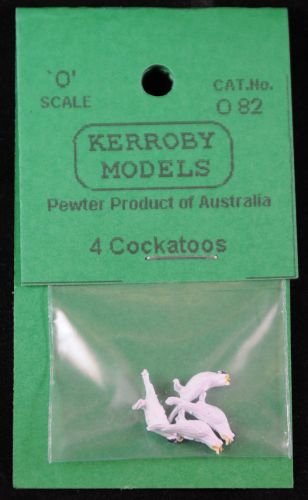 'O'
SCALE
CAT.No.
O 82
KERROBY
MODELS
Pewter Product of Australia
4 Cockatoos